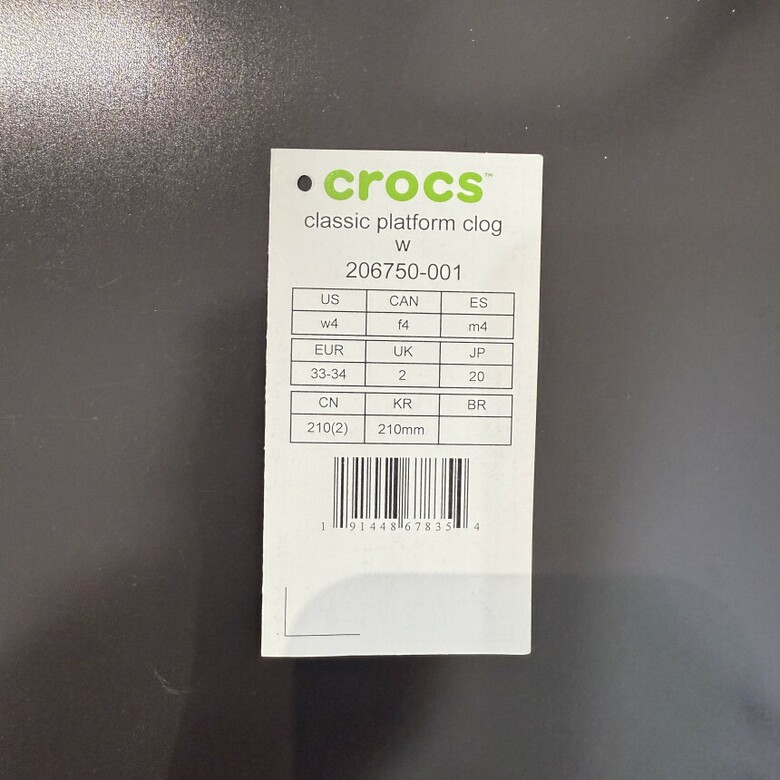 crocs™
classic platform clog
w
206750-001
US CAN ES
w4 f4 m4
EUR UK JP
33-34 2 20
CN KR BR
210(2) 210mm
1 91448 67835 4